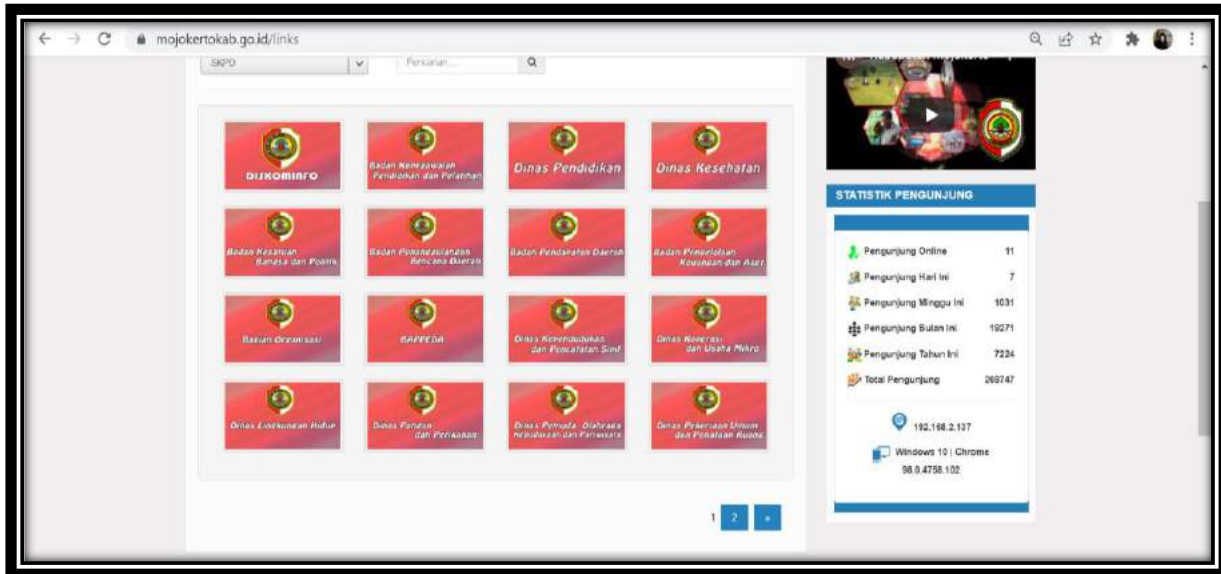 mojokertokab.go.id/links
SKPD
Pencarian...
DISKOMINFO
Badan Kepegawaian
Pendidikan dan Pelatihan
Dinas Pendidikan
Dinas Kesehatan
Badan Kesatuan
Bangsa dan Politik
Badan Penanggulangan
Bencana Daerah
Badan Pendapatan Daerah
Badan Pengelolaan
Keuangan dan Aset
Bagian Organisasi
BAPPEDA
Dinas Kependudukan
dan Pencatatan Sipil
Dinas Koperasi
dan Usaha Mikro
Dinas Lingkungan Hidup
Dinas Pangan
dan Perikanan
Dinas Pemuda, Olahraga
Kebudayaan dan Pariwisata
Dinas Pekerjaan Umum
dan Penataan Ruang
1 2 »
STATISTIK PENGUNJUNG
Pengunjung Online 11
Pengunjung Hari Ini 7
Pengunjung Minggu Ini 1031
Pengunjung Bulan Ini 19271
Pengunjung Tahun Ini 7224
Total Pengunjung 269747
192.168.2.137
Windows 10 | Chrome
98.0.4758.102